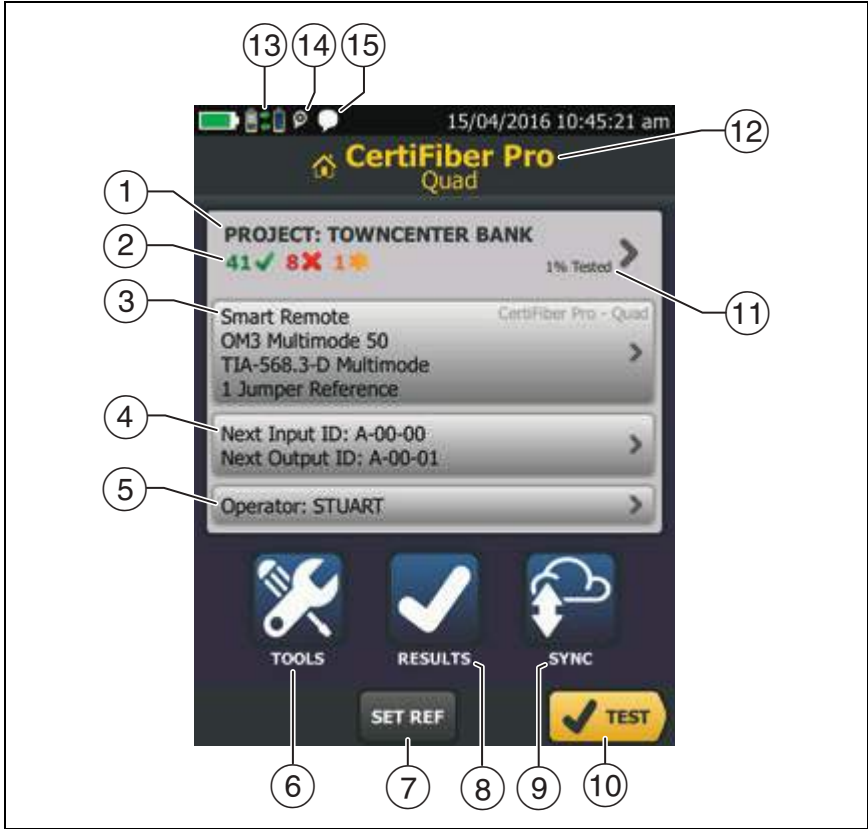 13 14 15
15/04/2016 10:45:21 am
12
CertiFiber Pro
Quad
1
PROJECT: TOWNCENTER BANK
2
41 8 1
1% Tested
11
3
Smart Remote
CertiFiber Pro - Quad
OM3 Multimode 50
TIA-568.3-D Multimode
1 Jumper Reference
4
Next Input ID: A-00-00
Next Output ID: A-00-01
5
Operator: STUART
TOOLS RESULTS SYNC
SET REF TEST
6 7 8 9 10